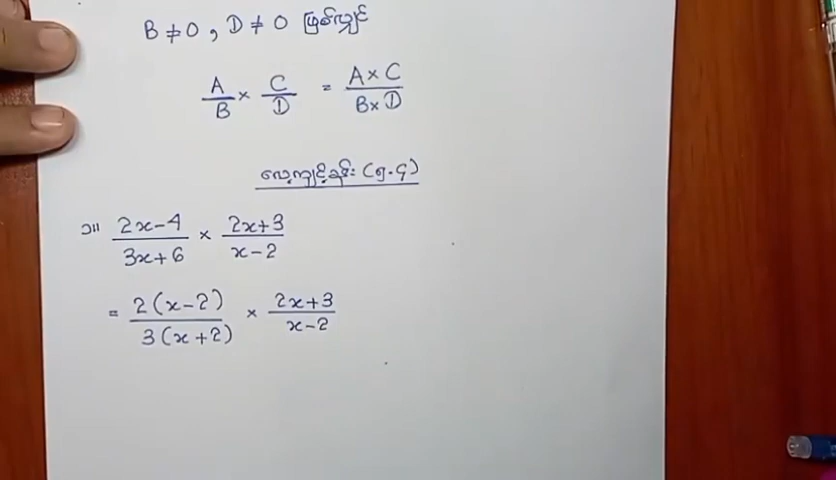 B ≠ 0 , D ≠ 0 ဖြစ်လျှင်
A/B × C/D = A × C / B × D
လေ့ကျင့်ခန်း (၅.၄)
၁။ 2x-4/3x+6 × 2x+3/x-2
= 2(x-2)/3(x+2) × 2x+3/x-2